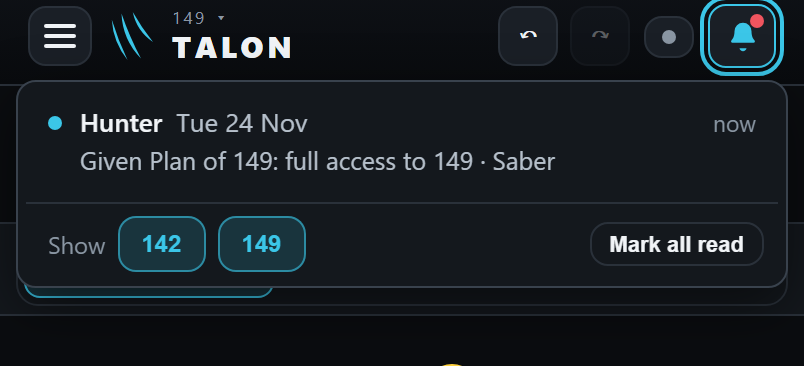 149
TALON
Hunter Tue 24 Nov now
Given Plan of 149: full access to 149 · Saber
Show 142 149 Mark all read